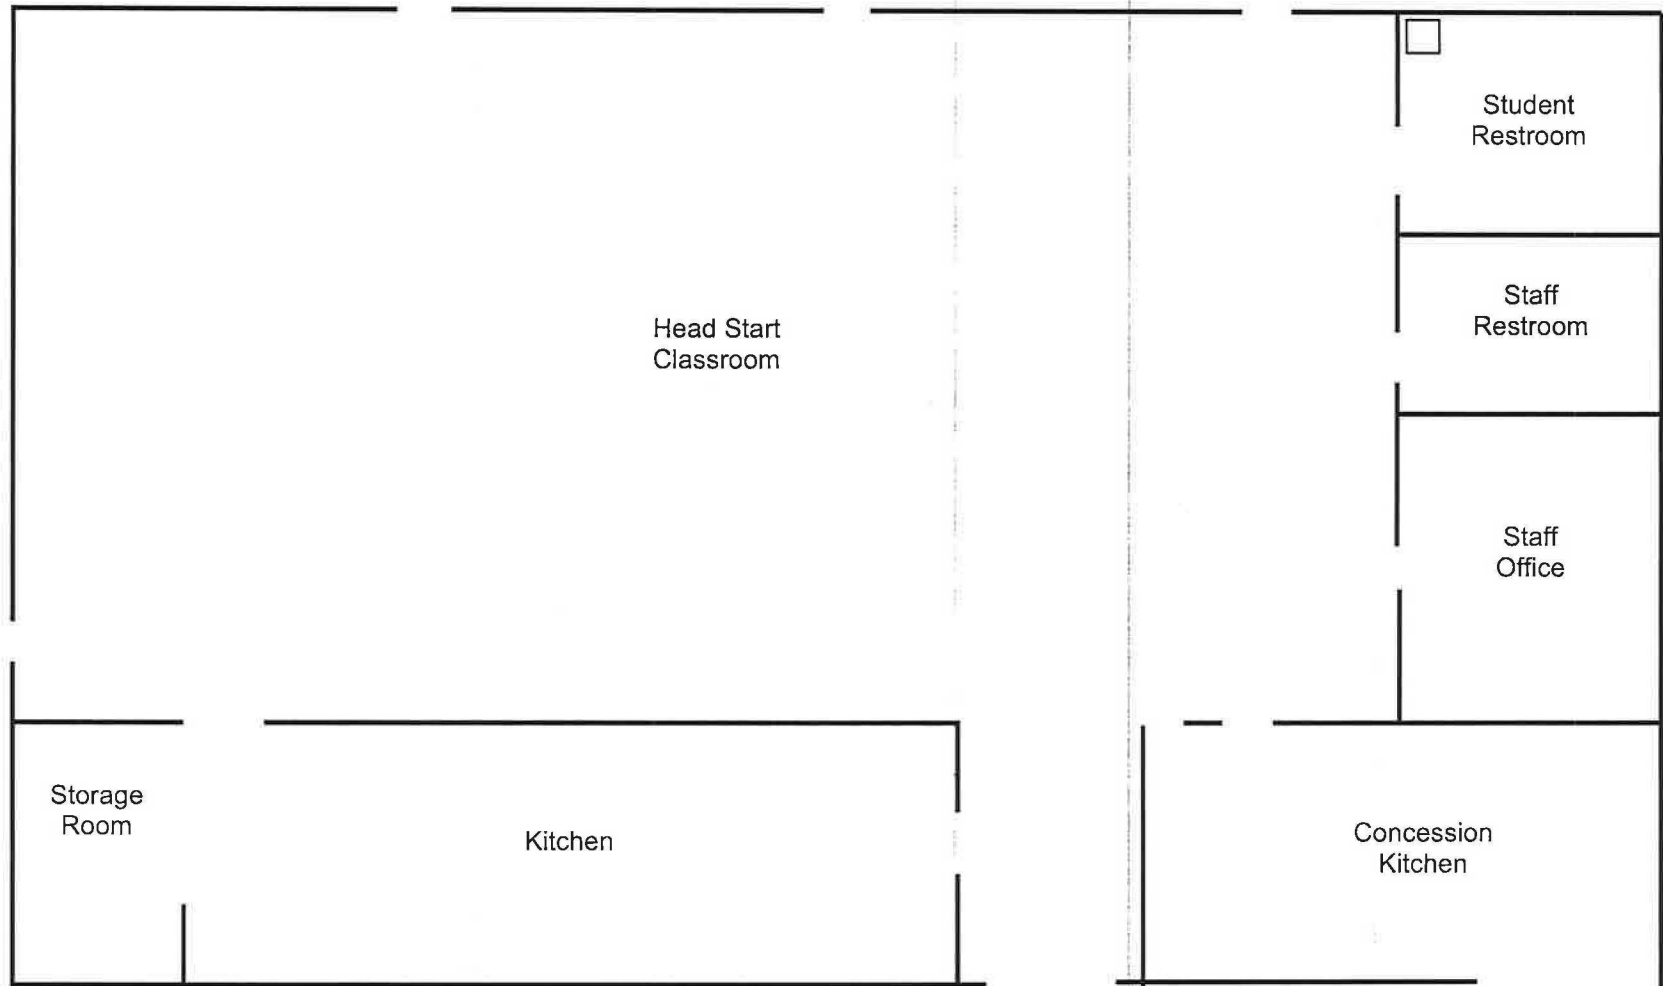 Student
Restroom
Staff
Restroom
Head Start
Classroom
Staff
Office
Storage
Room
Kitchen
Concession
Kitchen